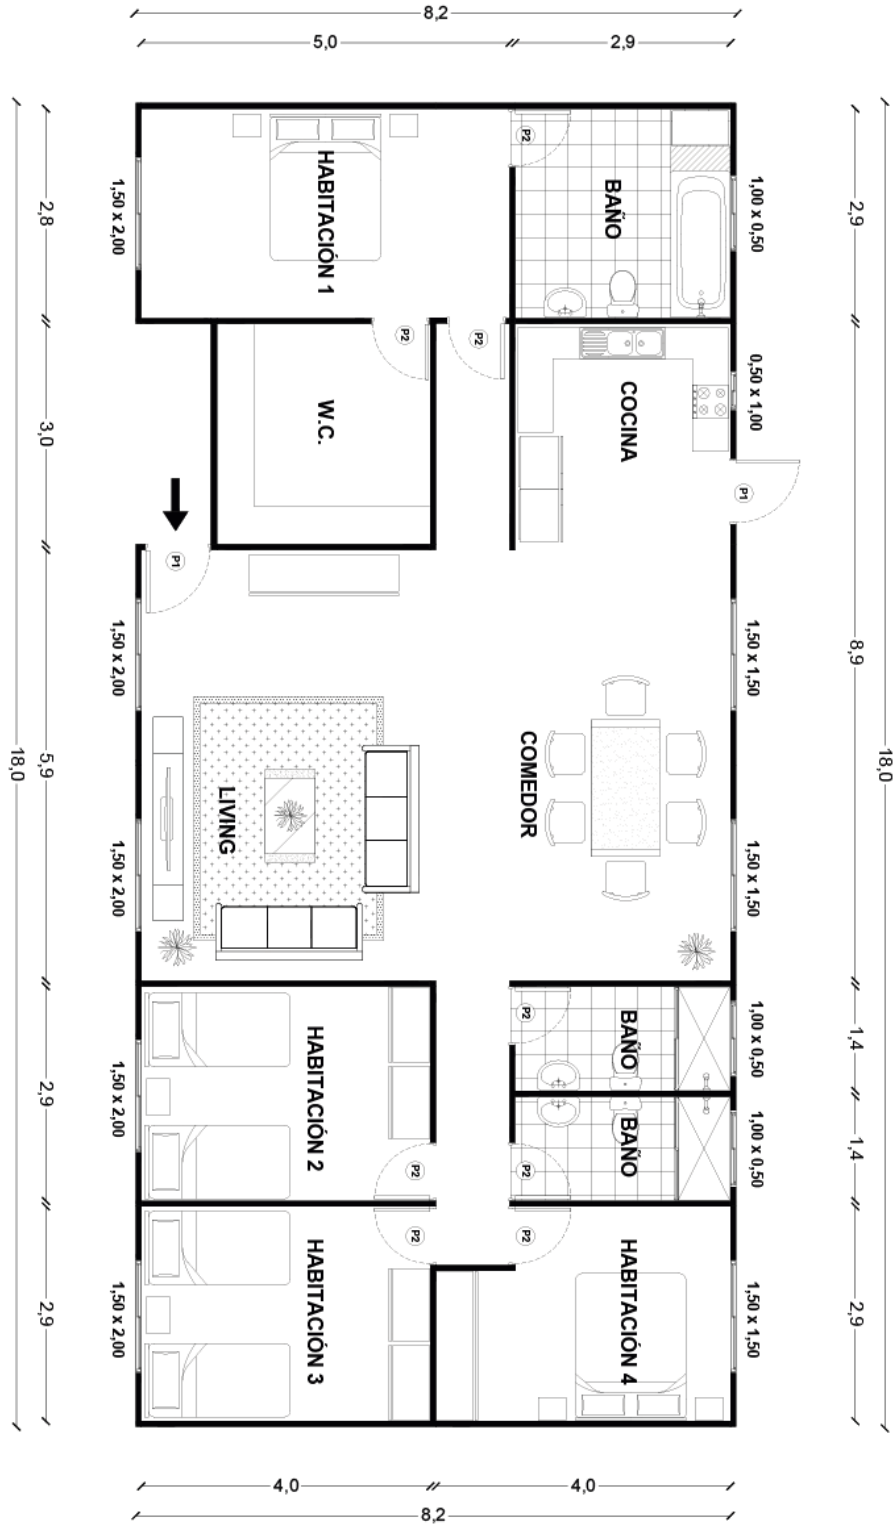 8,2
5,0
2,9
18,0
2,8
3,0
5,9
2,9
2,9
1,50 x 2,00
1,50 x 2,00
1,50 x 2,00
1,50 x 2,00
1,50 x 2,00
HABITACIÓN 1
P2
BAÑO
P2
P2
W.C.
COCINA
P1
P1
LIVING
COMEDOR
HABITACIÓN 2
P2
BAÑO
P2
BAÑO
P2
HABITACIÓN 3
P2
P2
HABITACIÓN 4
1,00 x 0,50
0,50 x 1,00
1,50 x 1,50
1,50 x 1,50
1,00 x 0,50
1,00 x 0,50
1,50 x 1,50
2,9
8,9
1,4
1,4
2,9
18,0
4,0
4,0
8,2